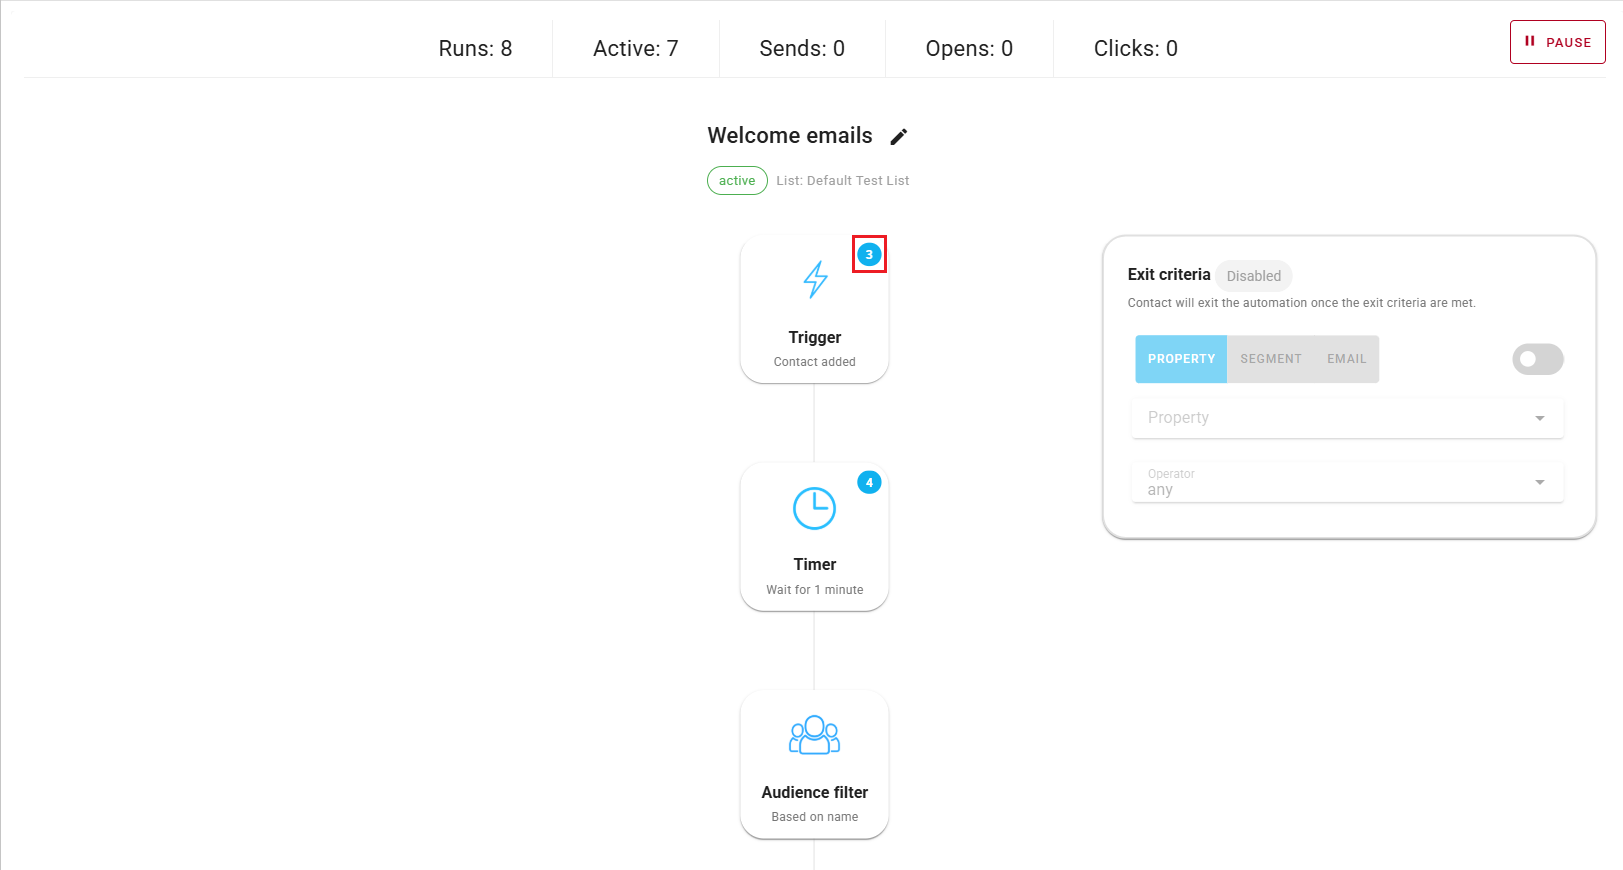 Runs: 8
Active: 7
Sends: 0
Opens: 0
Clicks: 0
PAUSE
Welcome emails
active
List: Default Test List
3
Trigger
Contact added
Exit criteria
Disabled
Contact will exit the automation once the exit criteria are met.
PROPERTY
SEGMENT
EMAIL
Property
Operator
any
4
Timer
Wait for 1 minute
Audience filter
Based on name